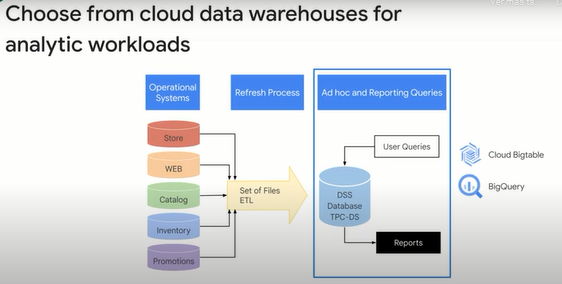 Choose from cloud data warehouses for
analytic workloads
Operational
Systems
Refresh Process
Ad hoc and Reporting Queries
Store
WEB
Catalog
Inventory
Promotions
Set of Files
ETL
User Queries
DSS
Database
TPC-DS
Reports
Cloud Bigtable
BigQuery